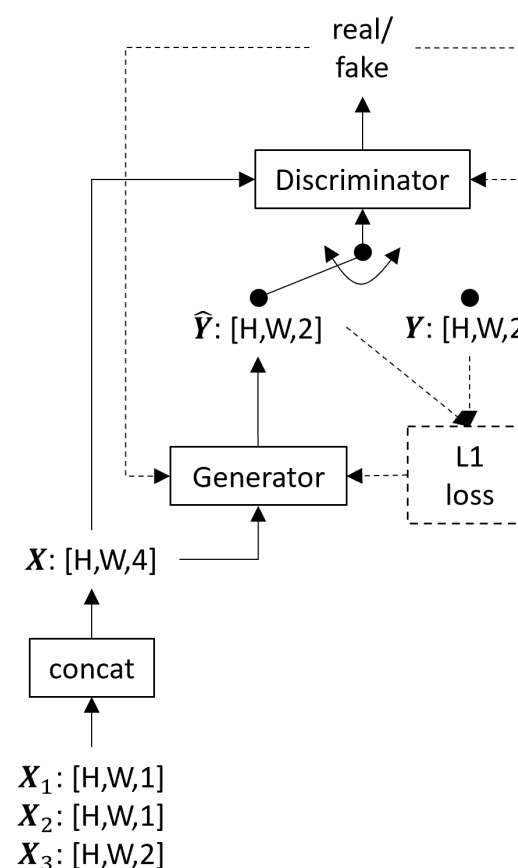 real/
fake
Discriminator
Ŷ: [H,W,2]
Y: [H,W,2
Generator
L1
loss
X: [H,W,4]
concat
X₁: [H,W,1]
X₂: [H,W,1]
X₃: [H,W,2]